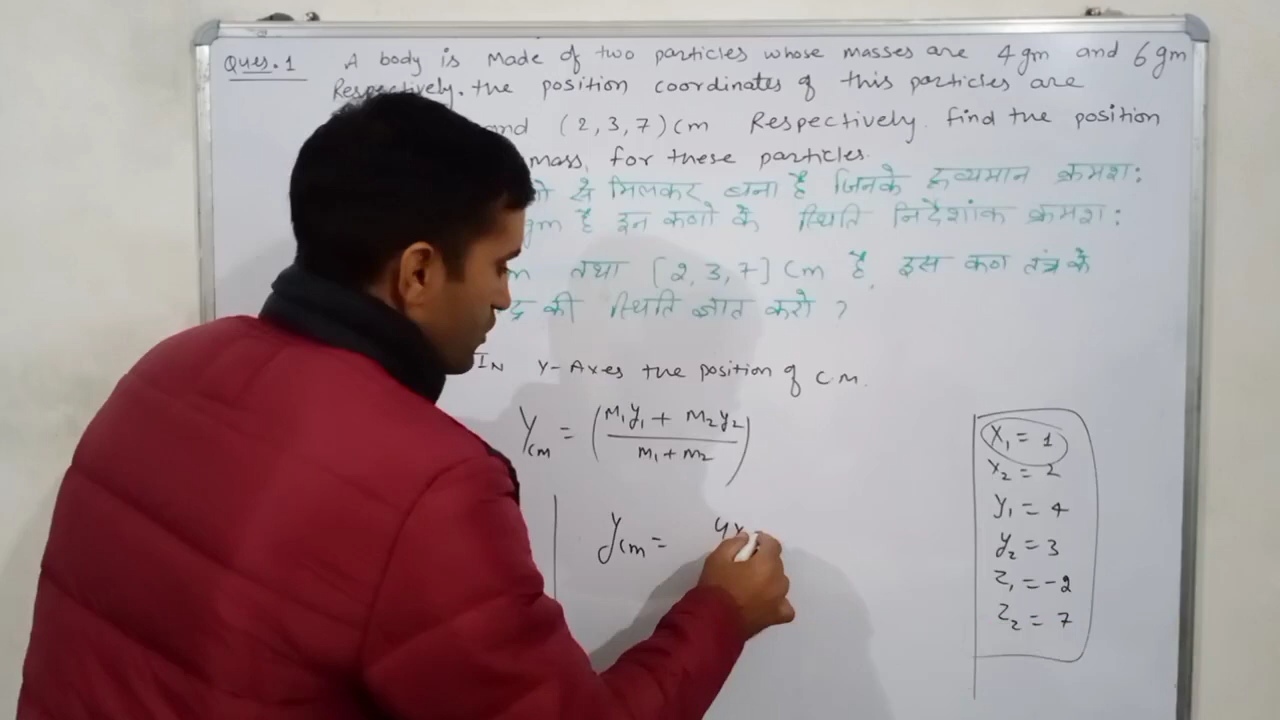 Ques. 1 A body is Made of two particles whose masses are 4 gm and 6 gm
Respectively. the position coordinates of this particles are
and (2, 3, 7) cm Respectively. find the position
mass, for these particles.
से मिलकर बना है जिनके द्रव्यमान क्रमश:
gm है इन कणो के स्थिति निर्देशांक क्रमश:
तथा [2, 3, 7] cm है, इस कण तंत्र के
की स्थिति ज्ञात करो ?
IN Y-Axes the position of C.M.
Ycm = (M₁y₁ + M₂y₂ / m₁ + m₂)
ycm = 4x
x₁ = 1
x₂ = 2
y₁ = 4
y₂ = 3
z₁ = -2
z₂ = 7